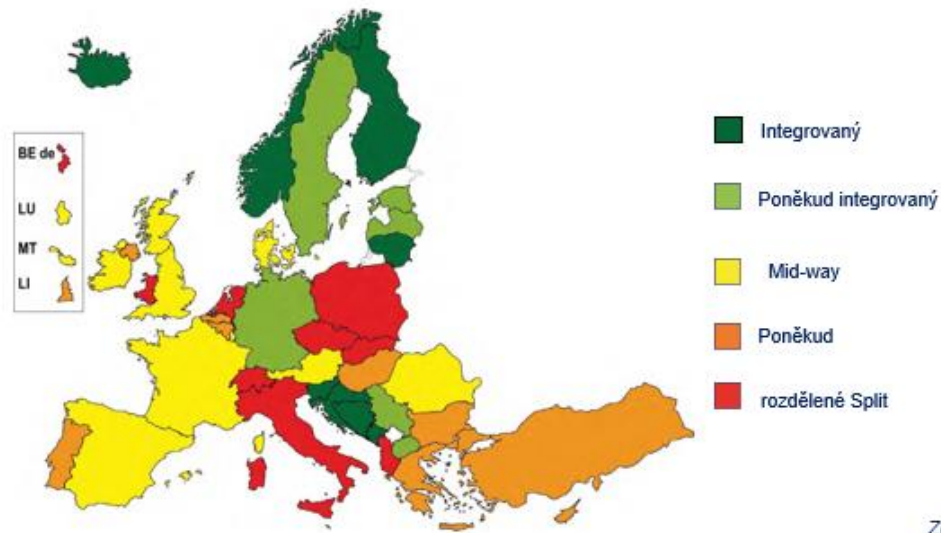 BE de
LU
MT
LI
Integrovaný
Poněkud integrovaný
Mid-way
Poněkud
rozdělené Split